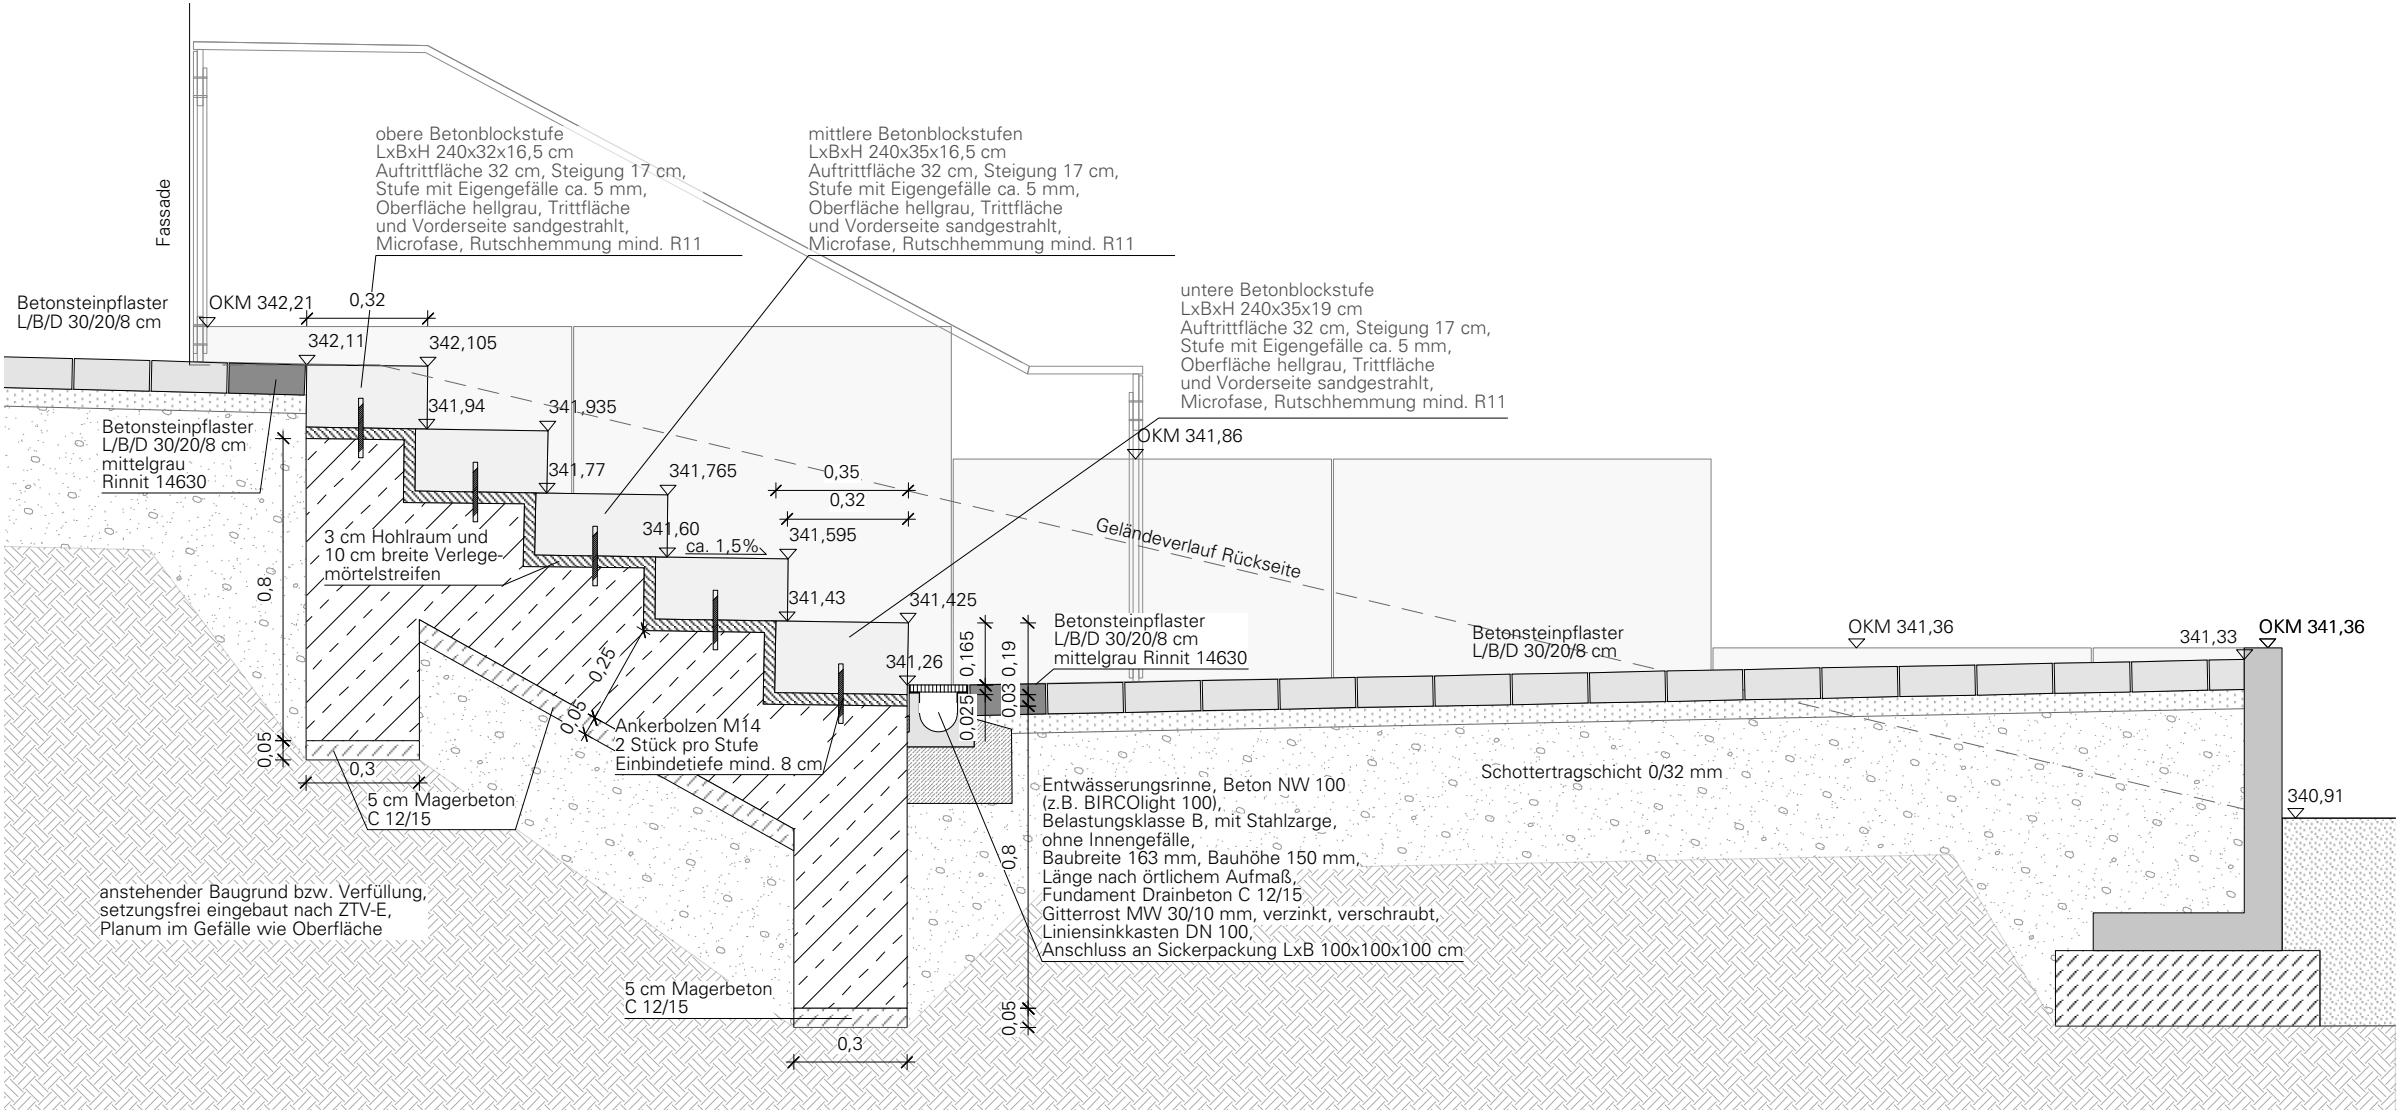 obere Betonblockstufe
LxBxH 240x32x16,5 cm
Auftrittfläche 32 cm, Steigung 17 cm,
Stufe mit Eigengefälle ca. 5 mm,
Oberfläche hellgrau, Trittfläche
und Vorderseite sandgestrahlt,
Microfase, Rutschhemmung mind. R11
mittlere Betonblockstufen
LxBxH 240x35x16,5 cm
Auftrittfläche 32 cm, Steigung 17 cm,
Stufe mit Eigengefälle ca. 5 mm,
Oberfläche hellgrau, Trittfläche
und Vorderseite sandgestrahlt,
Microfase, Rutschhemmung mind. R11
Fassade
untere Betonblockstufe
LxBxH 240x35x19 cm
Auftrittfläche 32 cm, Steigung 17 cm,
Stufe mit Eigengefälle ca. 5 mm,
Oberfläche hellgrau, Trittfläche
und Vorderseite sandgestrahlt,
Microfase, Rutschhemmung mind. R11
Betonsteinpflaster
L/B/D 30/20/8 cm
OKM 342,21
0,32
342,11
342,105
341,94
341,935
Betonsteinpflaster
L/B/D 30/20/8 cm
mittelgrau
Rinnit 14630
OKM 341,86
341,77
341,765
0,35
0,32
341,60
ca. 1,5%
341,595
3 cm Hohlraum und
10 cm breite Verlege-
mörtelstreifen
Geländeverlauf Rückseite
0,8
341,43
341,425
0,165
0,19
Betonsteinpflaster
L/B/D 30/20/8 cm
mittelgrau Rinnit 14630
Betonsteinpflaster
L/B/D 30/20/8 cm
OKM 341,36
341,33
OKM 341,36
341,26
0,25
0,05
0,025
0,03
Ankerbolzen M14
2 Stück pro Stufe
Einbindetiefe mind. 8 cm
0,05
0,3
5 cm Magerbeton
C 12/15
Schottertragschicht 0/32 mm
340,91
Entwässerungsrinne, Beton NW 100
(z.B. BIRCOlight 100),
Belastungsklasse B, mit Stahlzarge,
ohne Innengefälle,
Baubreite 163 mm, Bauhöhe 150 mm,
Länge nach örtlichem Aufmaß,
Fundament Drainbeton C 12/15
Gitterrost MW 30/10 mm, verzinkt, verschraubt,
Liniensinkkasten DN 100,
Anschluss an Sickerpackung LxB 100x100x100 cm
0,8
anstehender Baugrund bzw. Verfüllung,
setzungsfrei eingebaut nach ZTV-E,
Planum im Gefälle wie Oberfläche
5 cm Magerbeton
C 12/15
0,05
0,3